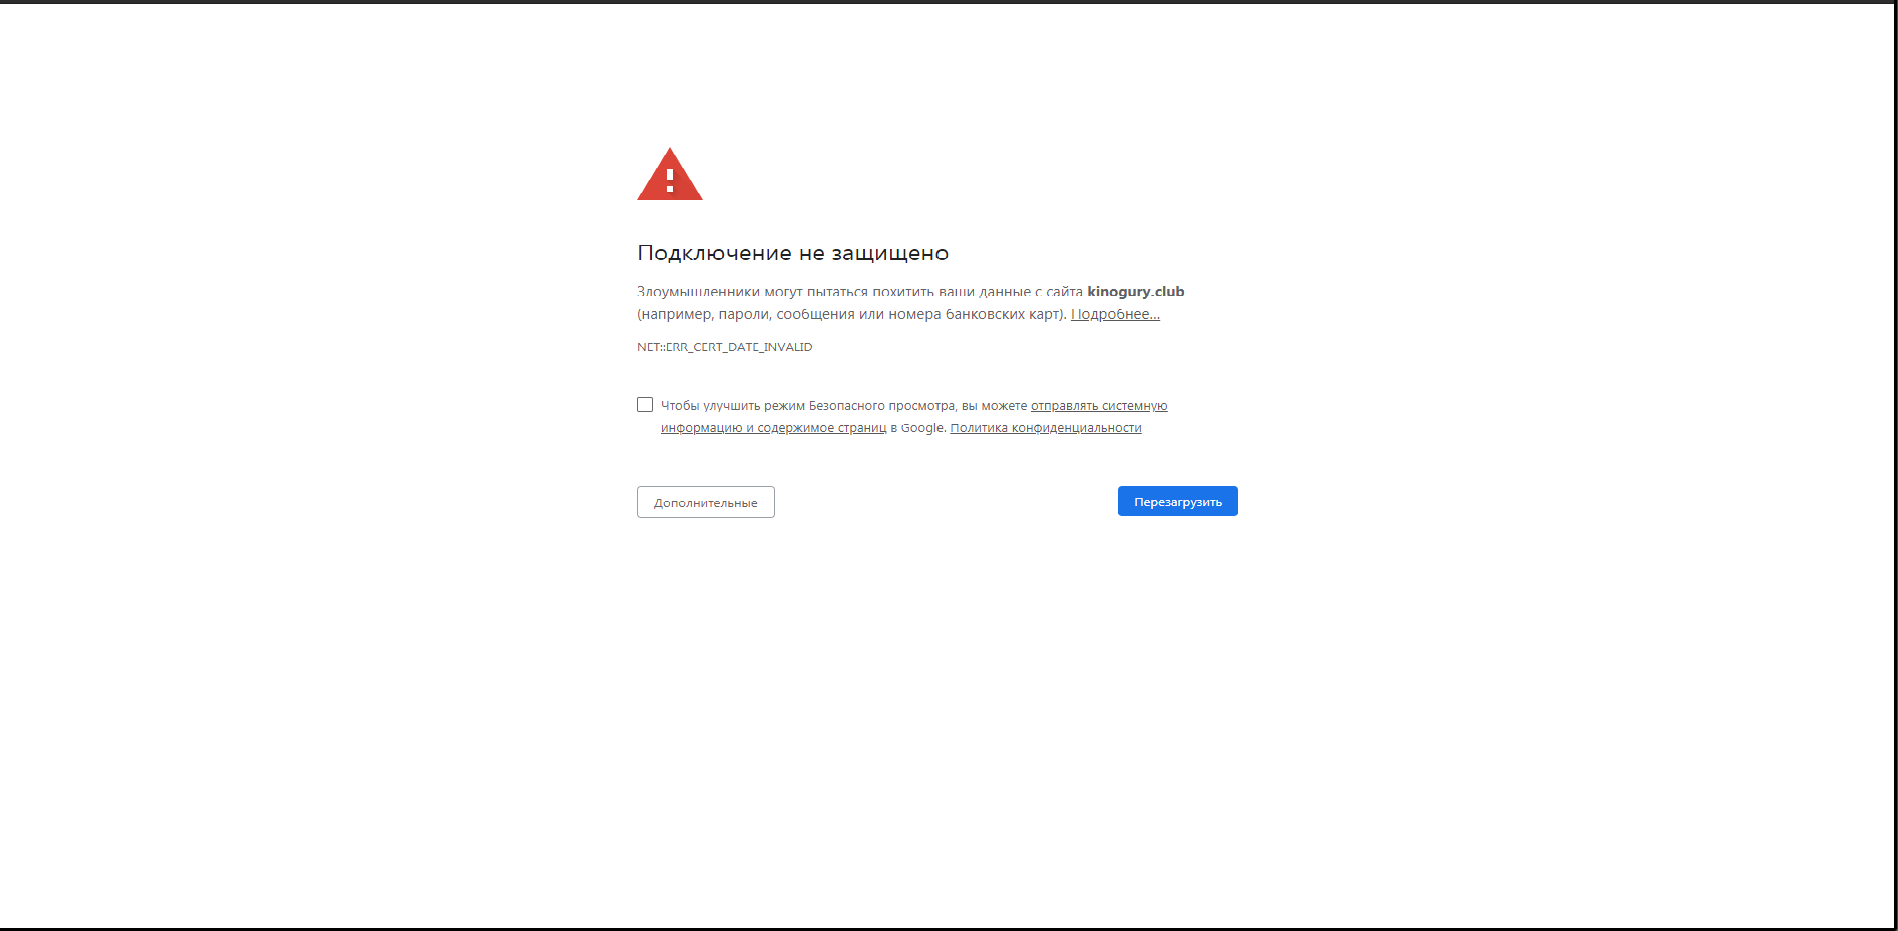 Подключение не защищено
Злоумышленники могут пытаться похитить ваши данные с сайта kinogury.club
(например, пароли, сообщения или номера банковских карт). Подробнее...
NET::ERR_CERT_DATE_INVALID
Чтобы улучшить режим Безопасного просмотра, вы можете отправлять системную
информацию и содержимое страниц в Google. Политика конфиденциальности
Дополнительные
Перезагрузить